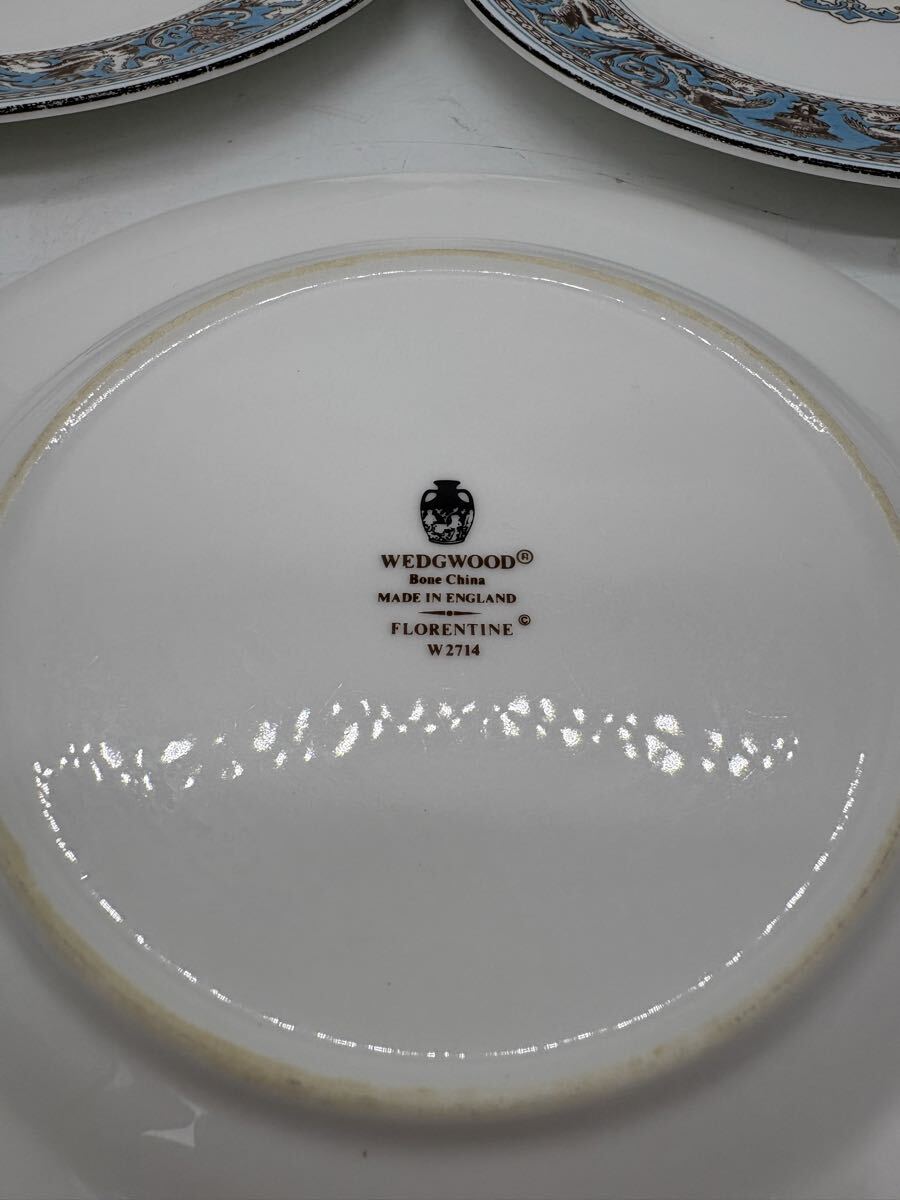 WEDGWOOD®
Bone China
MADE IN ENGLAND
FLORENTINE ©
W2714